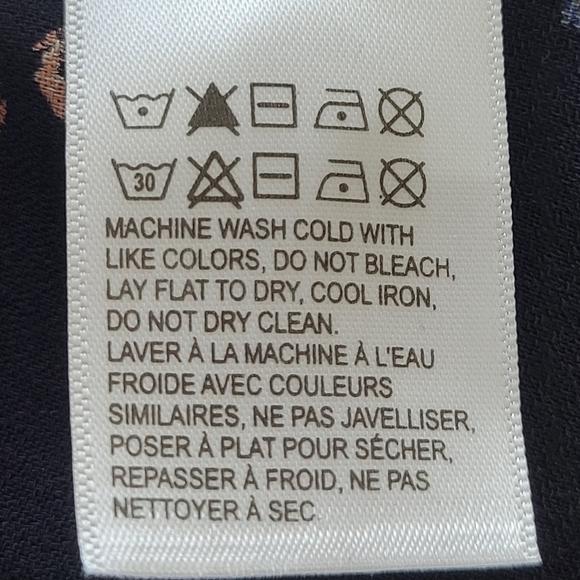 30
MACHINE WASH COLD WITH
LIKE COLORS, DO NOT BLEACH,
LAY FLAT TO DRY, COOL IRON,
DO NOT DRY CLEAN.
LAVER À LA MACHINE À L'EAU
FROIDE AVEC COULEURS
SIMILAIRES, NE PAS JAVELLISER,
POSER À PLAT POUR SÉCHER,
REPASSER À FROID, NE PAS
NETTOYER À SEC